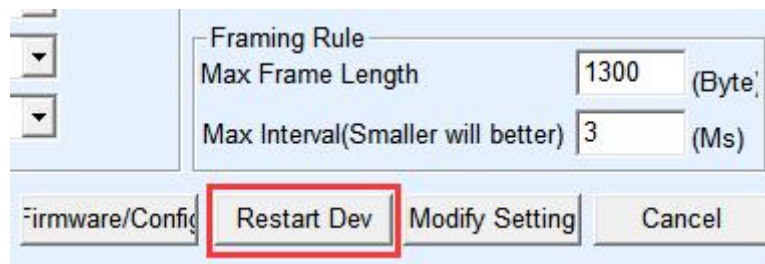 Framing Rule
Max Frame Length 1300 (Byte)
Max Interval(Smaller will better) 3 (Ms)
Firmware/Config Restart Dev Modify Setting Cancel